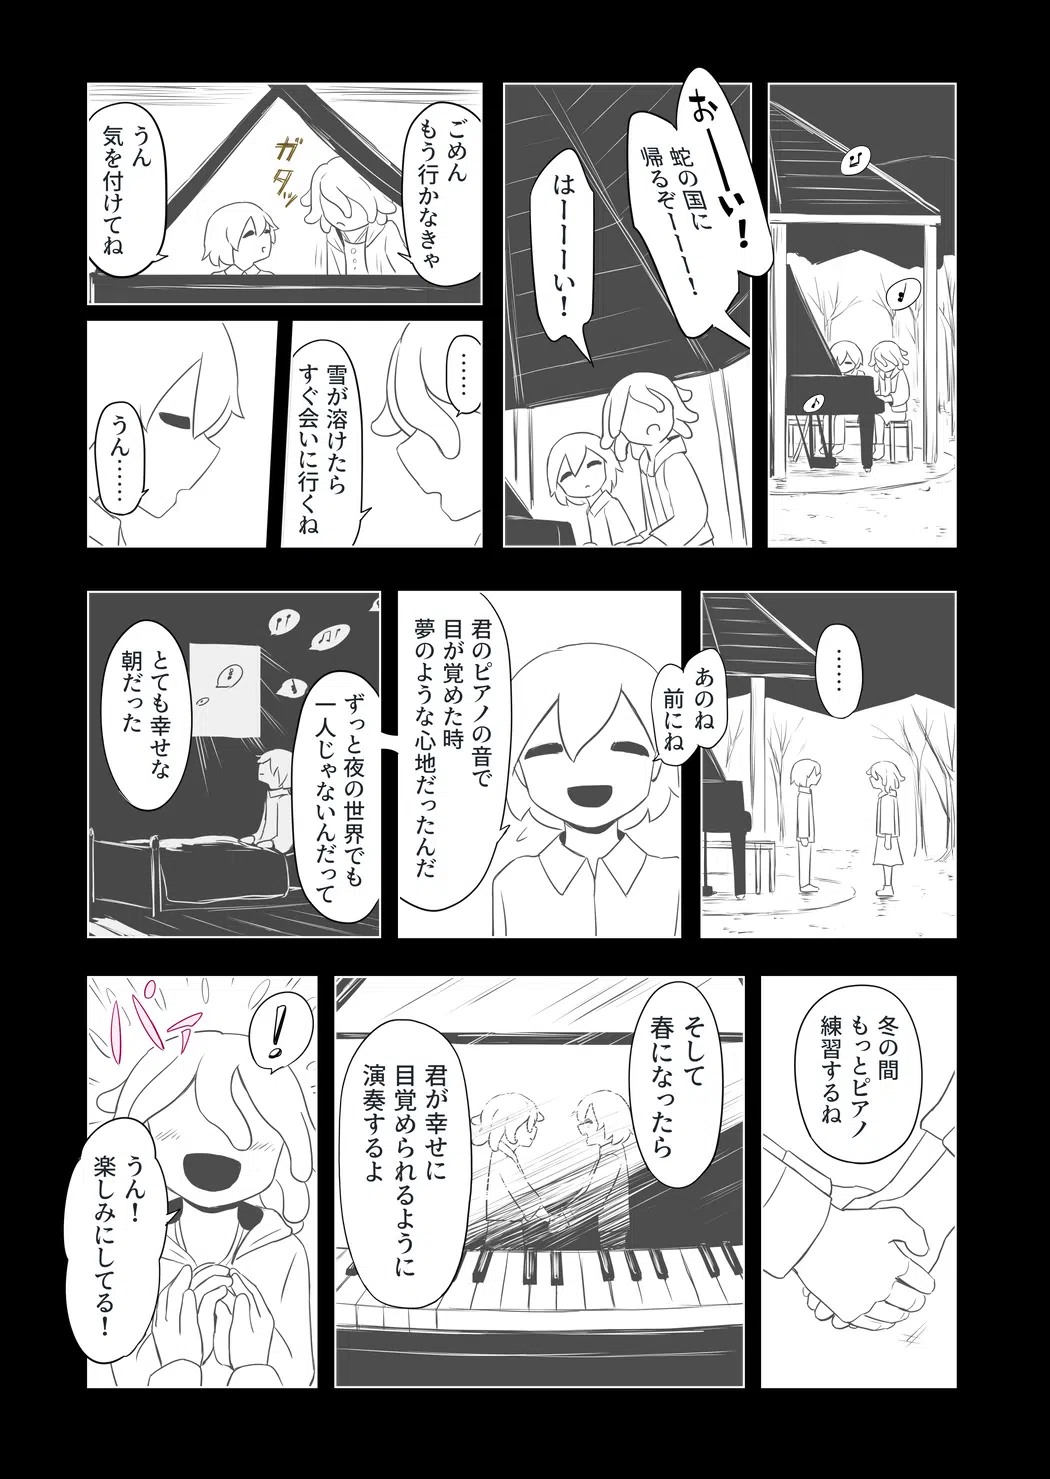 おーーい！
蛇の国に
帰るぞーーー！
はーーーい！
ごめん
もう行かなきゃ
ガタッ
うん
気を付けてね
……
雪が溶けたら
すぐ会いに行くね
うん……
……
あのね
前にね
君のピアノの音で
目が覚めた時
夢のような心地だったんだ
ずっと夜の世界でも
一人じゃないんだって
とても幸せな
朝だった
冬の間
もっとピアノ
練習するね
そして
春になったら
君が幸せに
目覚められるように
演奏するよ
！
パァ
うん！
楽しみにしてる！